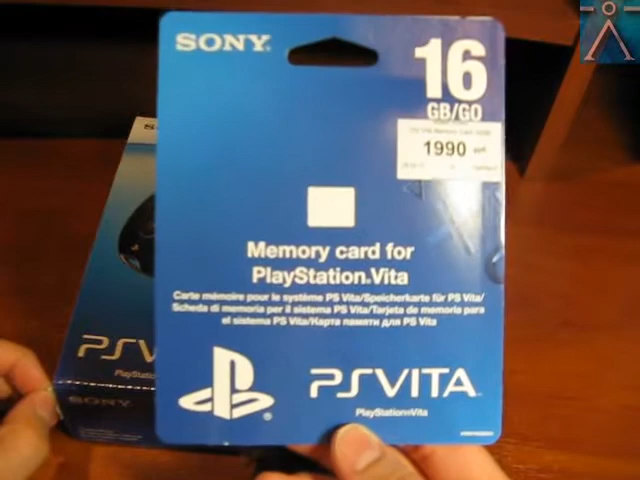 SONY
16
GB/GO
1990
Memory card for
PlayStation.Vita
Carte mémoire pour le système PS Vita/Speicherkarte für PS Vita/
Scheda di memoria per il sistema PS Vita/Tarjeta de memoria para
el sistema PS Vita/Карта памяти для PS Vita
PSVITA
PlayStation.Vita
PSV
PlayStation
SONY